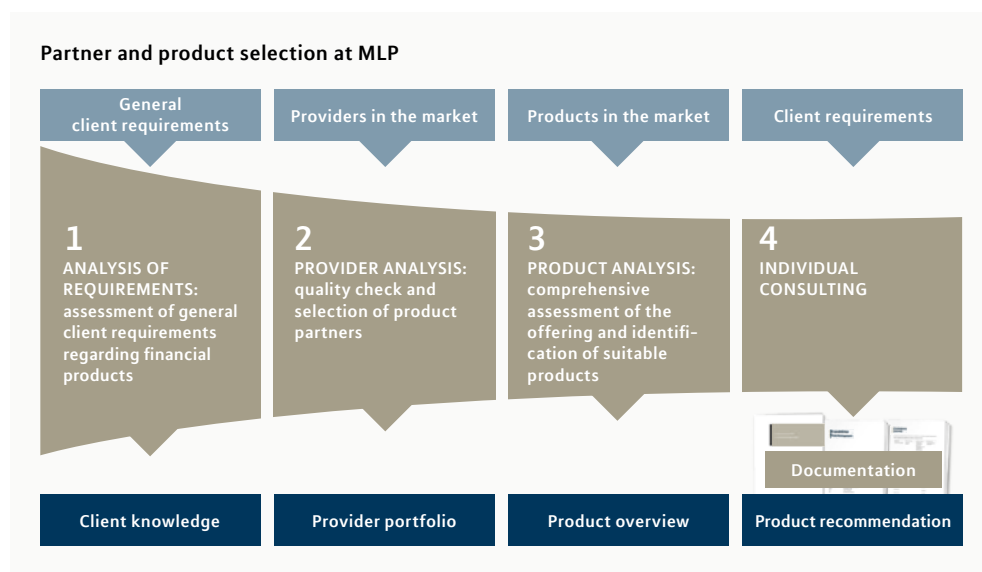 Partner and product selection at MLP
General
client requirements
Providers in the market
Products in the market
Client requirements
1
ANALYSIS OF
REQUIREMENTS:
assessment of general
client requirements
regarding financial
products
2
PROVIDER ANALYSIS:
quality check and
selection of product
partners
3
PRODUCT ANALYSIS:
comprehensive
assessment of the
offering and identifi-
cation of suitable
products
4
INDIVIDUAL
CONSULTING
Documentation
Client knowledge
Provider portfolio
Product overview
Product recommendation